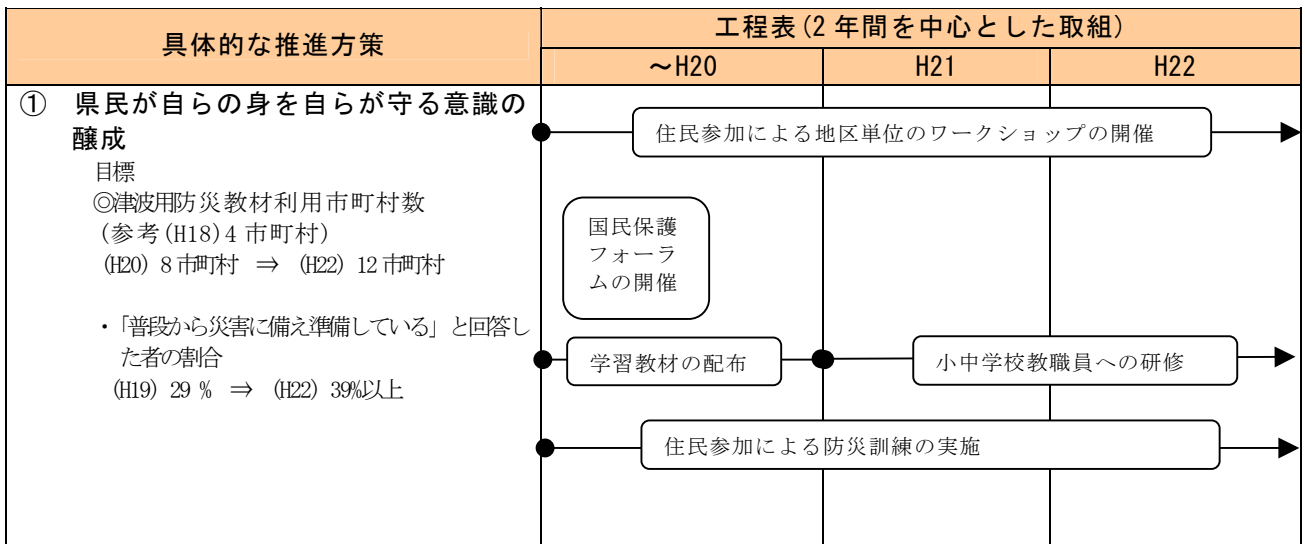 具体的な推進方策
工程表(2年間を中心とした取組)
～H20
H21
H22
① 県民が自らの身を自らが守る意識の
醸成
目標
◎津波用防災教材利用市町村数
(参考(H18)4 市町村)
(H20) 8 市町村 ⇒ (H22) 12 市町村
・「普段から災害に備え準備している」と回答し
た者の割合
(H19) 29 % ⇒ (H22) 39%以上
住民参加による地区単位のワークショップの開催
国民保護
フォーラ
ムの開催
学習教材の配布
小中学校教職員への研修
住民参加による防災訓練の実施